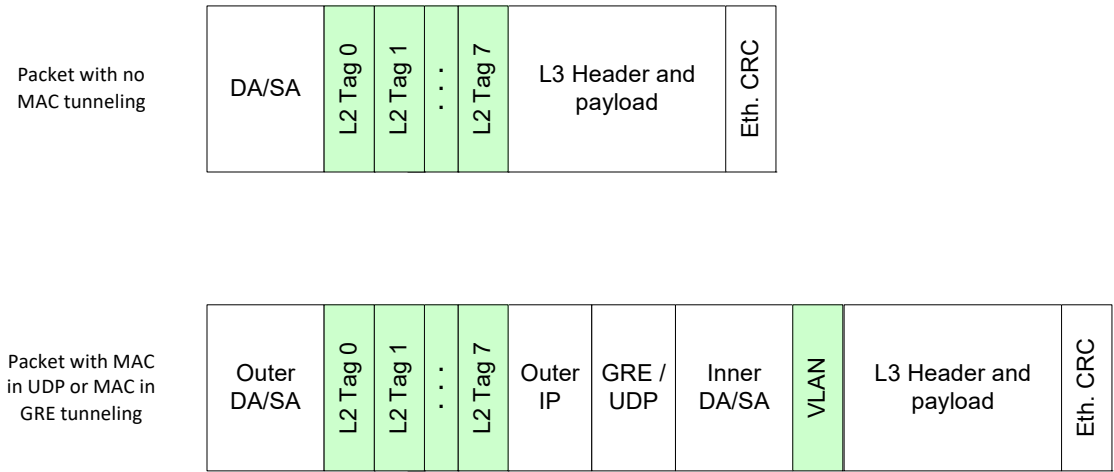 Packet with no
MAC tunneling
DA/SA
L2 Tag 0
L2 Tag 1
. . .
L2 Tag 7
L3 Header and
payload
Eth. CRC
Packet with MAC
in UDP or MAC in
GRE tunneling
Outer
DA/SA
L2 Tag 0
L2 Tag 1
. . .
L2 Tag 7
Outer
IP
GRE /
UDP
Inner
DA/SA
VLAN
L3 Header and
payload
Eth. CRC